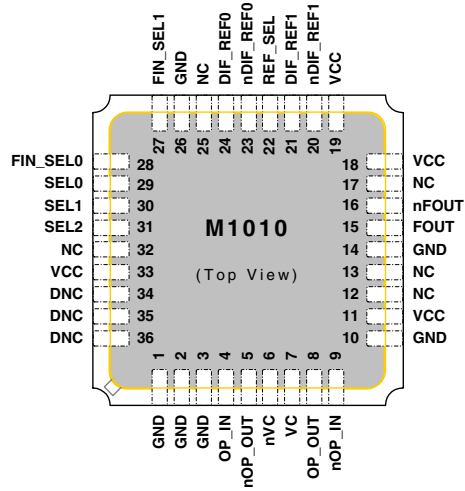 FIN_SEL1
GND
NC
DIF_REF0
nDIF_REF0
REF_SEL
DIF_REF1
nDIF_REF1
VCC
27
26
25
24
23
22
21
20
19
FIN_SEL0 28
SEL0 29
SEL1 30
SEL2 31
NC 32
VCC 33
DNC 34
DNC 35
DNC 36
M1010
(Top View)
18 VCC
17 NC
16 nFOUT
15 FOUT
14 GND
13 NC
12 NC
11 VCC
10 GND
1
2
3
4
5
6
7
8
9
GND
GND
GND
OP_IN
nOP_OUT
nVC
VC
OP_OUT
nOP_IN